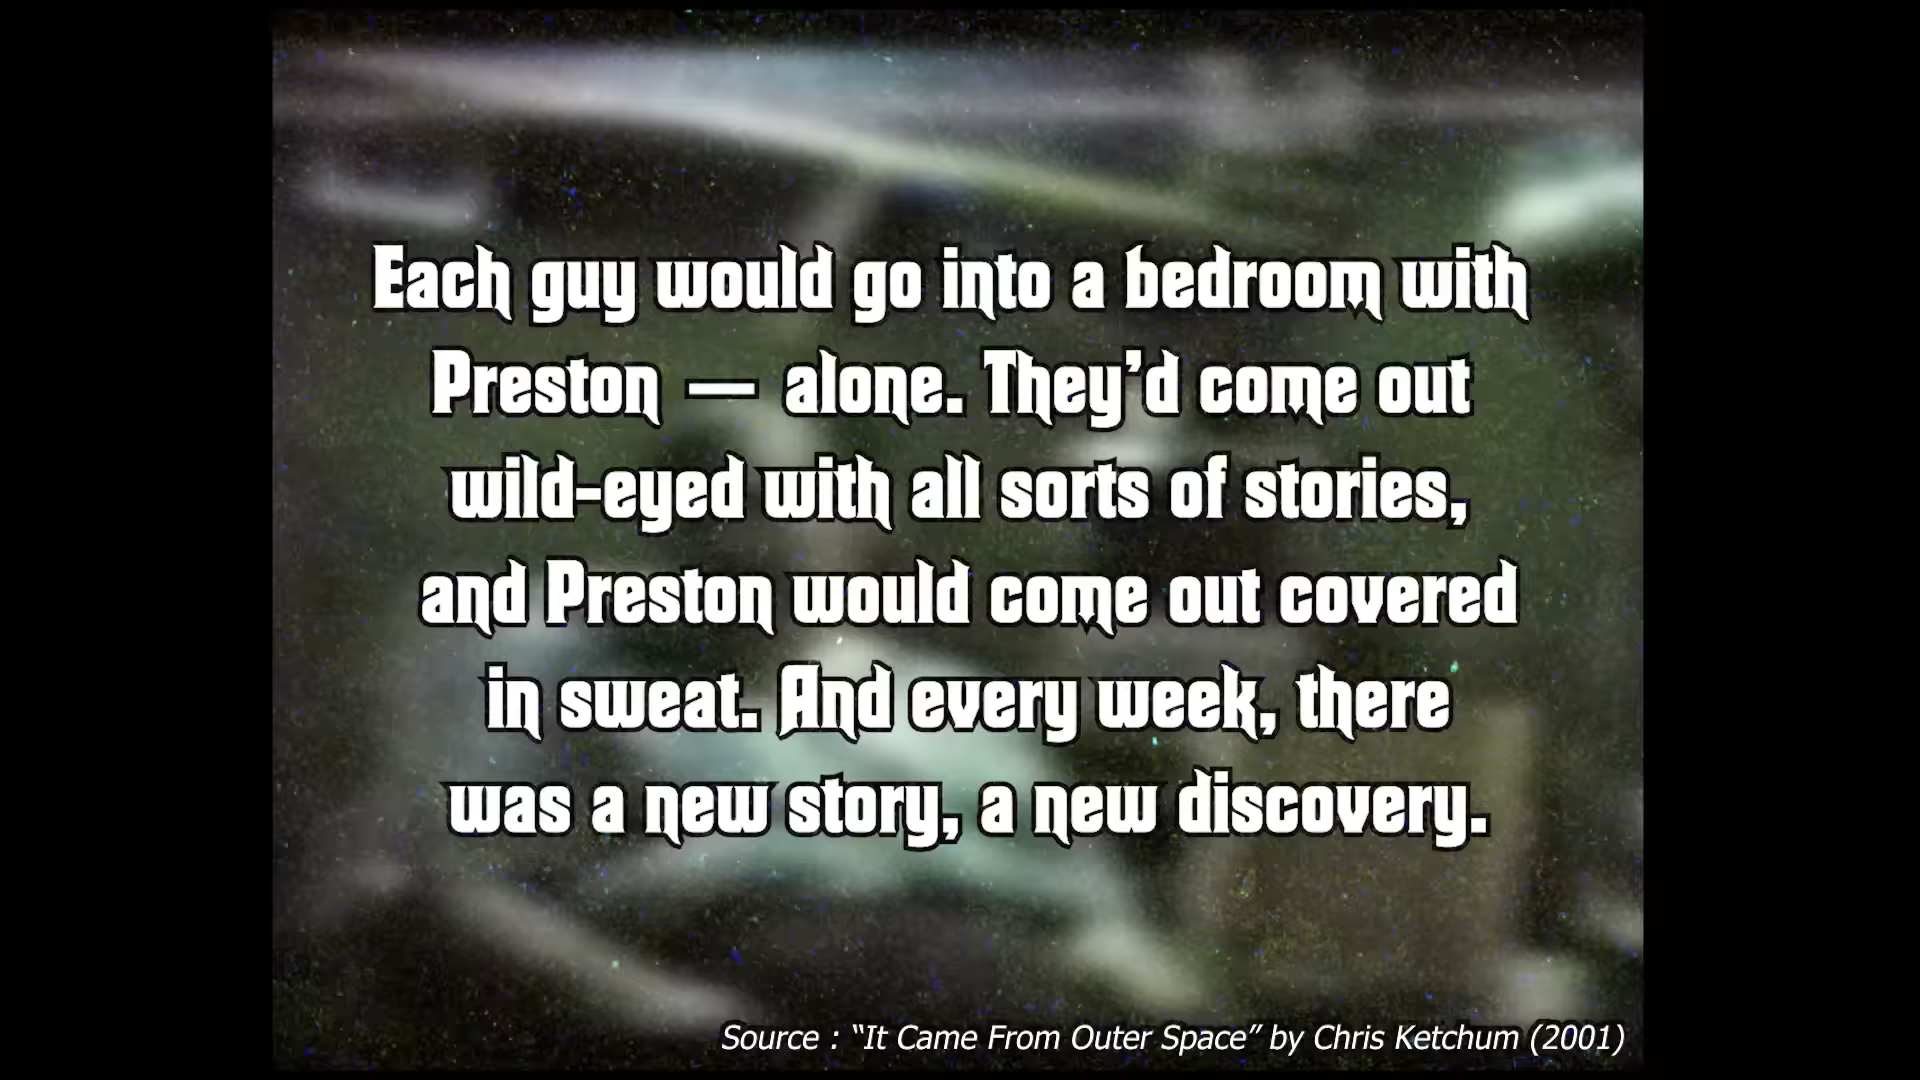 Each guy would go into a bedroom with
Preston — alone. They’d come out
wild-eyed with all sorts of stories,
and Preston would come out covered
in sweat. And every week, there
was a new story, a new discovery.
Source : “It Came From Outer Space” by Chris Ketchum (2001)